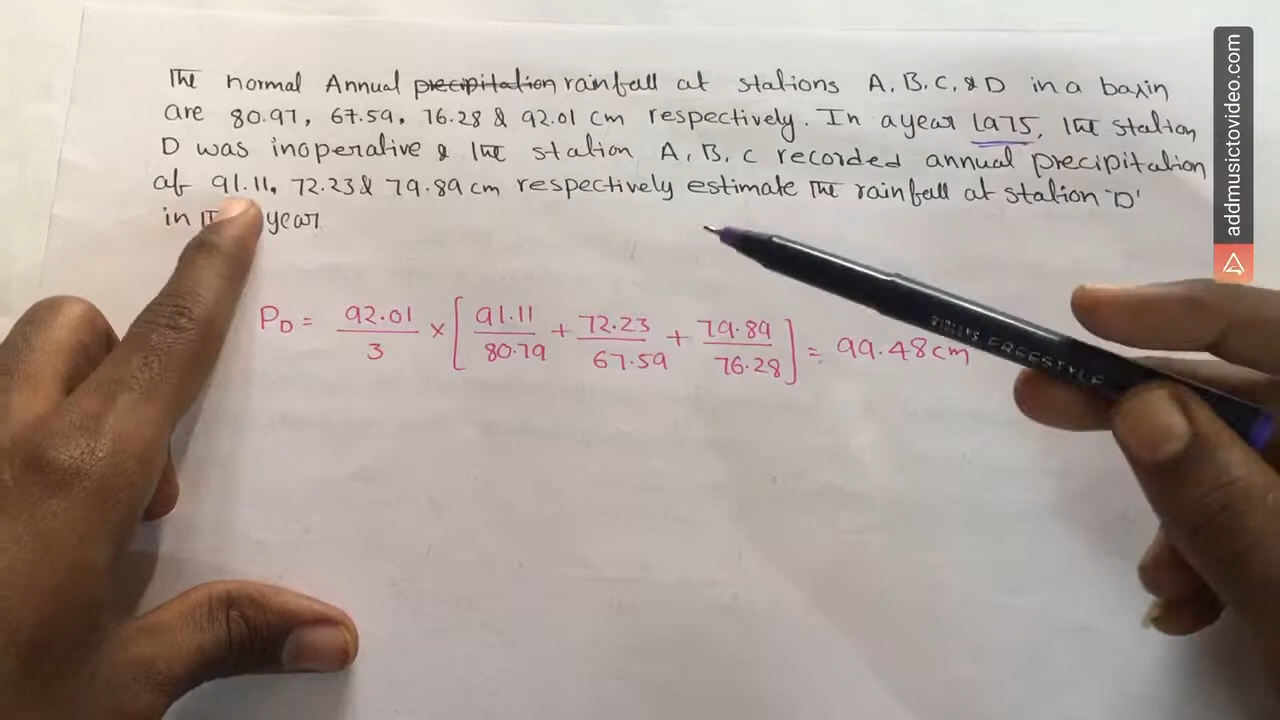 The normal Annual precipitation rainfall at stations A, B, C, & D in a basin
are 80.97, 67.59, 76.28 & 92.01 cm respectively. In a year 1975, the station
D was inoperative & the station A, B, C recorded annual precipitation
of 91.11, 72.23 & 79.89 cm respectively estimate the rainfall at station 'D'
in year
PD = 92.01/3 × [91.11/80.79 + 72.23/67.59 + 79.89/76.28] = 99.48 cm
FREESTYLE
addmusictovideo.com